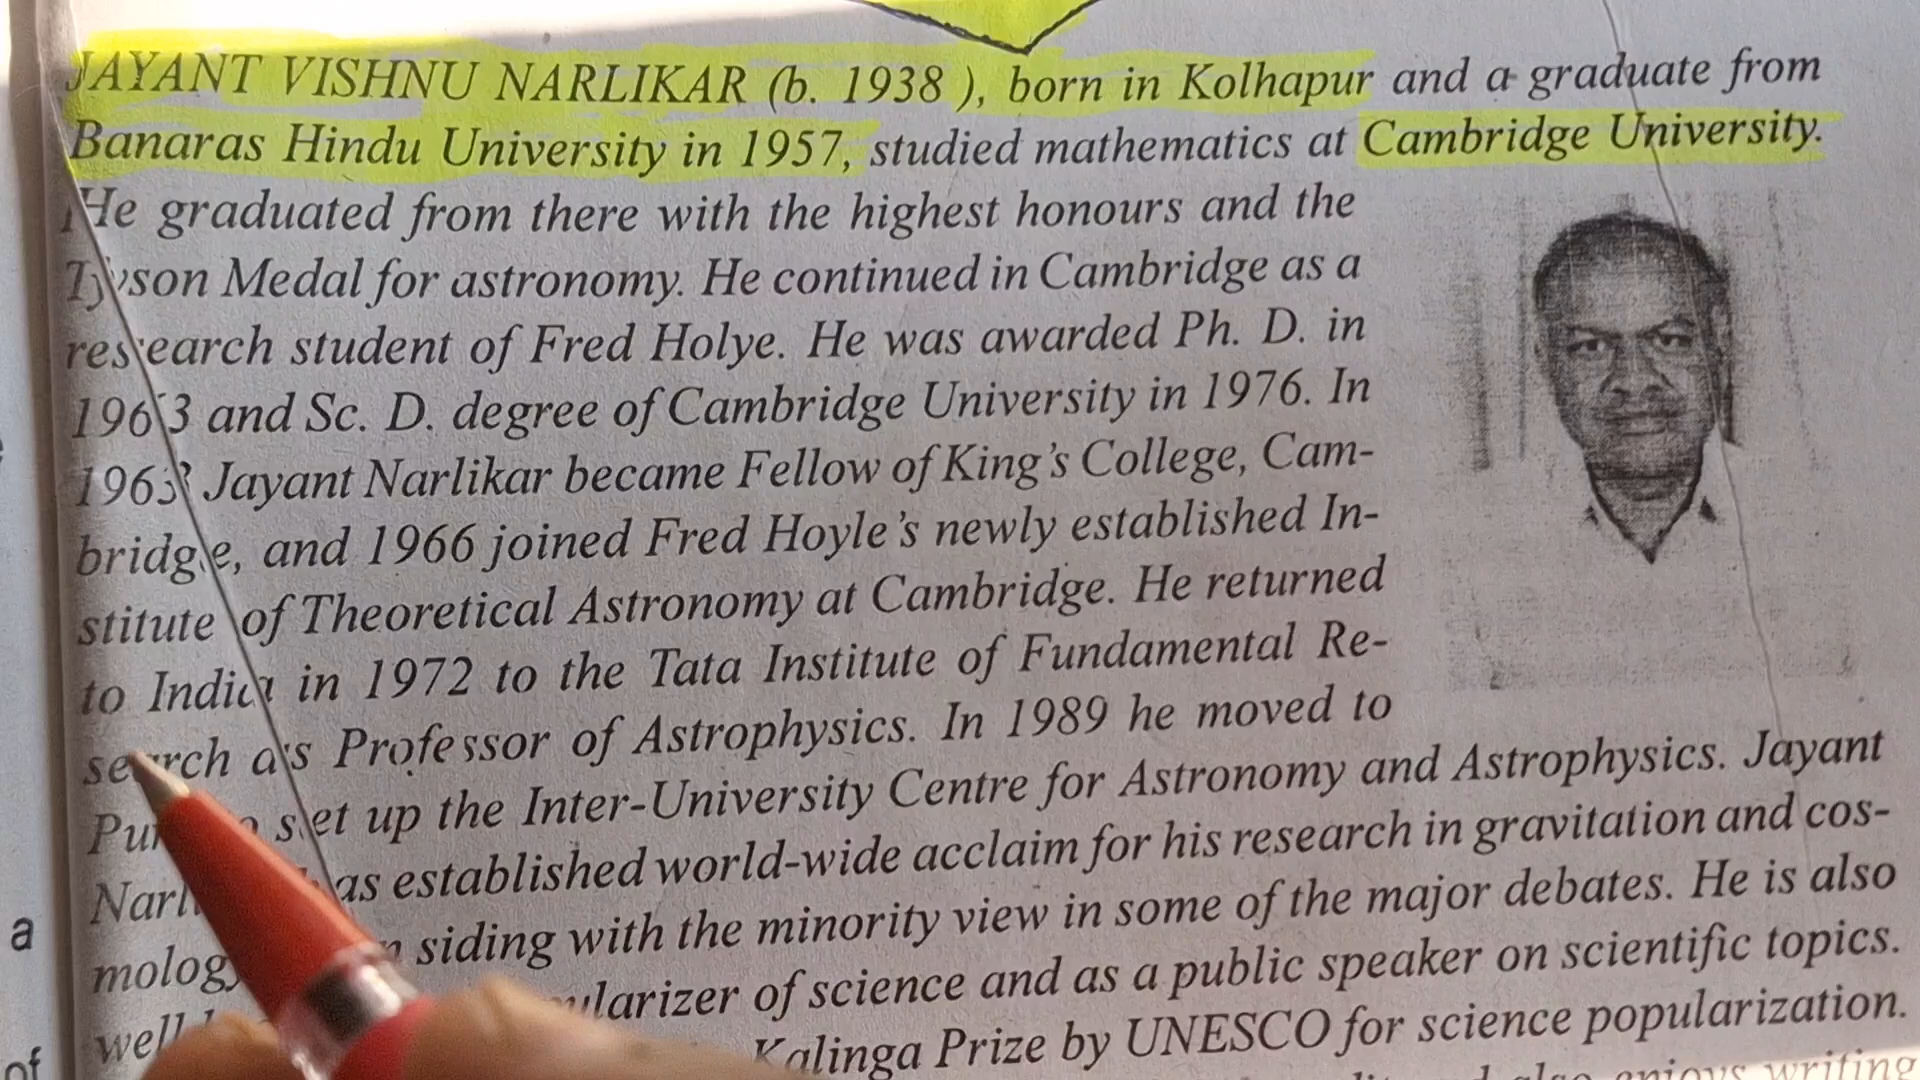 JAYANT VISHNU NARLIKAR (b. 1938 ), born in Kolhapur and a graduate from
Banaras Hindu University in 1957, studied mathematics at Cambridge University.
He graduated from there with the highest honours and the
Tyson Medal for astronomy. He continued in Cambridge as a
research student of Fred Holye. He was awarded Ph. D. in
1963 and Sc. D. degree of Cambridge University in 1976. In
1963 Jayant Narlikar became Fellow of King's College, Cam-
bridge, and 1966 joined Fred Hoyle's newly established In-
stitute of Theoretical Astronomy at Cambridge. He returned
to India in 1972 to the Tata Institute of Fundamental Re-
search as Professor of Astrophysics. In 1989 he moved to
set up the Inter-University Centre for Astronomy and Astrophysics. Jayant
has established world-wide acclaim for his research in gravitation and cos-
siding with the minority view in some of the major debates. He is also
of science and as a public speaker on scientific topics.
Kalinga Prize by UNESCO for science popularization.
also enjoys writing
a
of